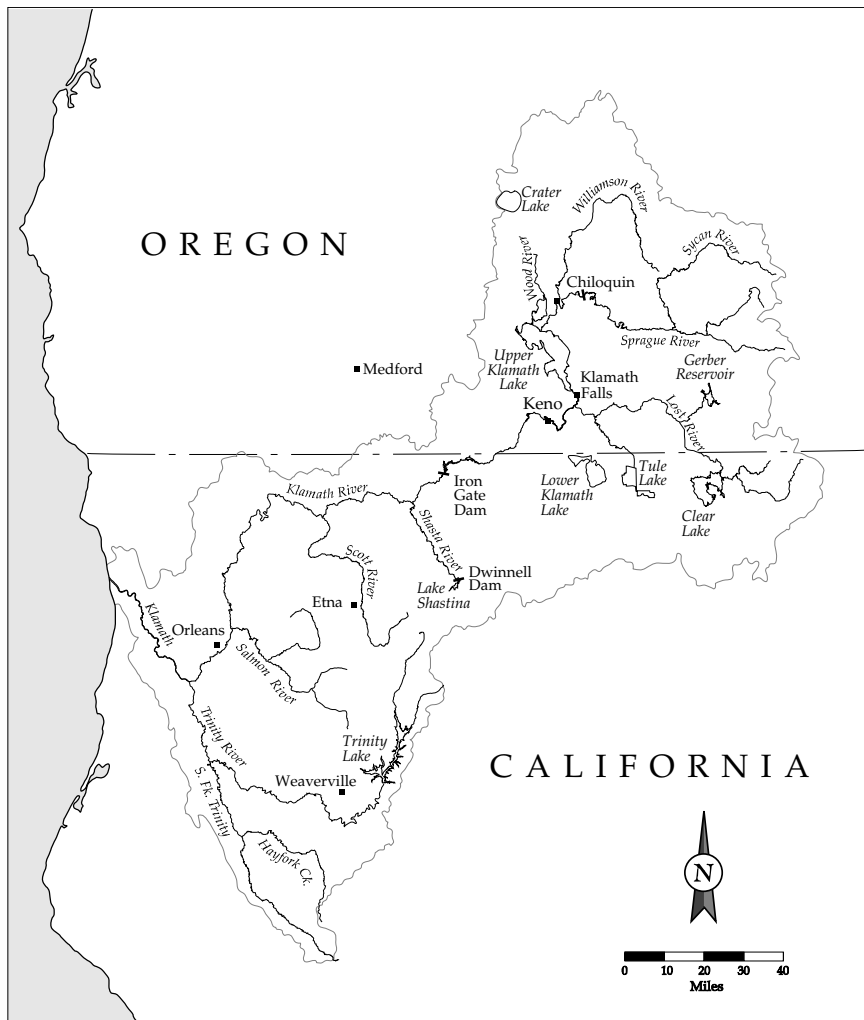 Crater
Lake
Williamson River
Sycan River
OREGON
Wood River
Chiloquin
Sprague River
Upper
Klamath
Lake
Gerber
Reservoir
Medford
Klamath
Falls
Keno
Lost River
Iron
Gate
Dam
Lower
Klamath
Lake
Tule
Lake
Clear
Lake
Klamath River
Shasta River
Scott River
Dwinnell
Dam
Lake
Shastina
Etna
Klamath
Orleans
Salmon River
Trinity River
Trinity
Lake
CALIFORNIA
Weaverville
S. Fk. Trinity
Hayfork Ck.
N
0 10 20 30 40
Miles